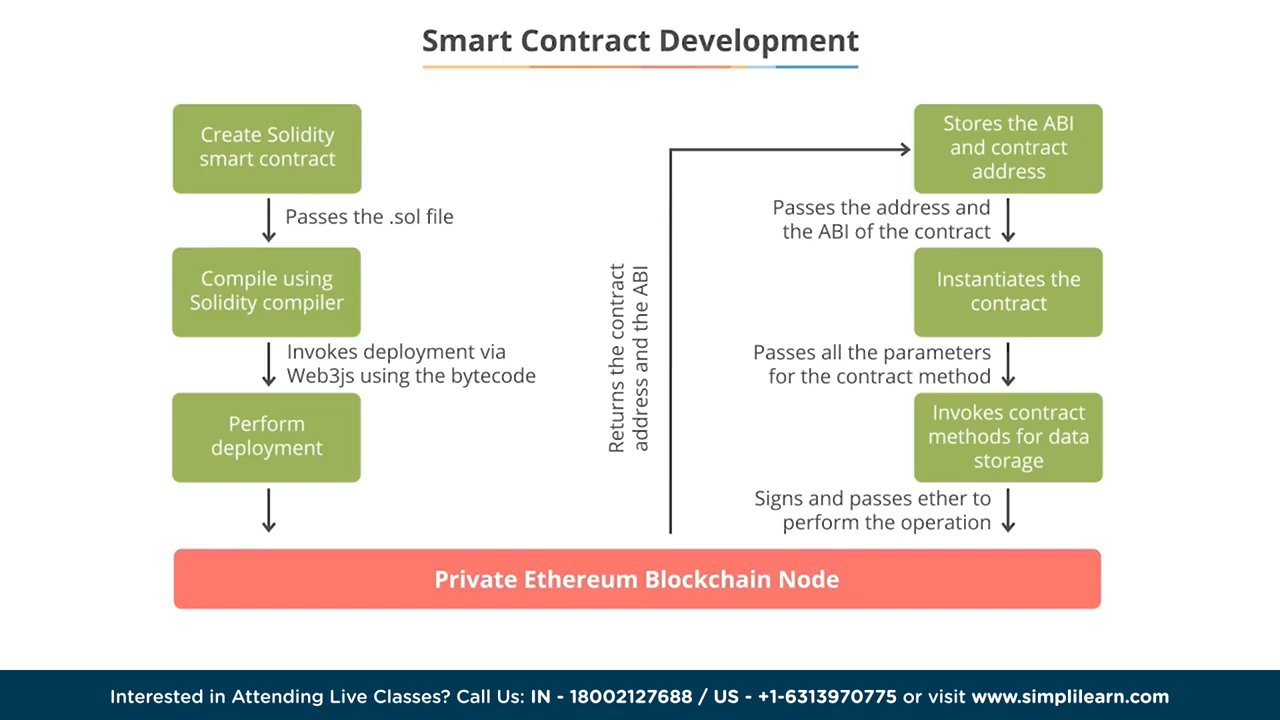 Smart Contract Development
Create Solidity
smart contract
Passes the .sol file
Compile using
Solidity compiler
Invokes deployment via
Web3js using the bytecode
Perform
deployment
Returns the contract
address and the ABI
Stores the ABI
and contract
address
Passes the address and
the ABI of the contract
Instantiates the
contract
Passes all the parameters
for the contract method
Invokes contract
methods for data
storage
Signs and passes ether to
perform the operation
Private Ethereum Blockchain Node
Interested in Attending Live Classes? Call Us: IN - 18002127688 / US - +1-6313970775 or visit www.simplilearn.com